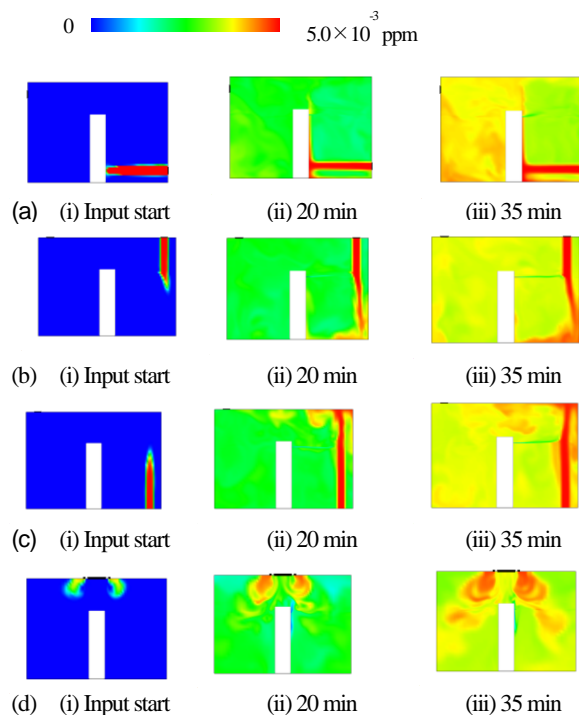 0 5.0×10⁻³ ppm
(a) (i) Input start (ii) 20 min (iii) 35 min
(b) (i) Input start (ii) 20 min (iii) 35 min
(c) (i) Input start (ii) 20 min (iii) 35 min
(d) (i) Input start (ii) 20 min (iii) 35 min